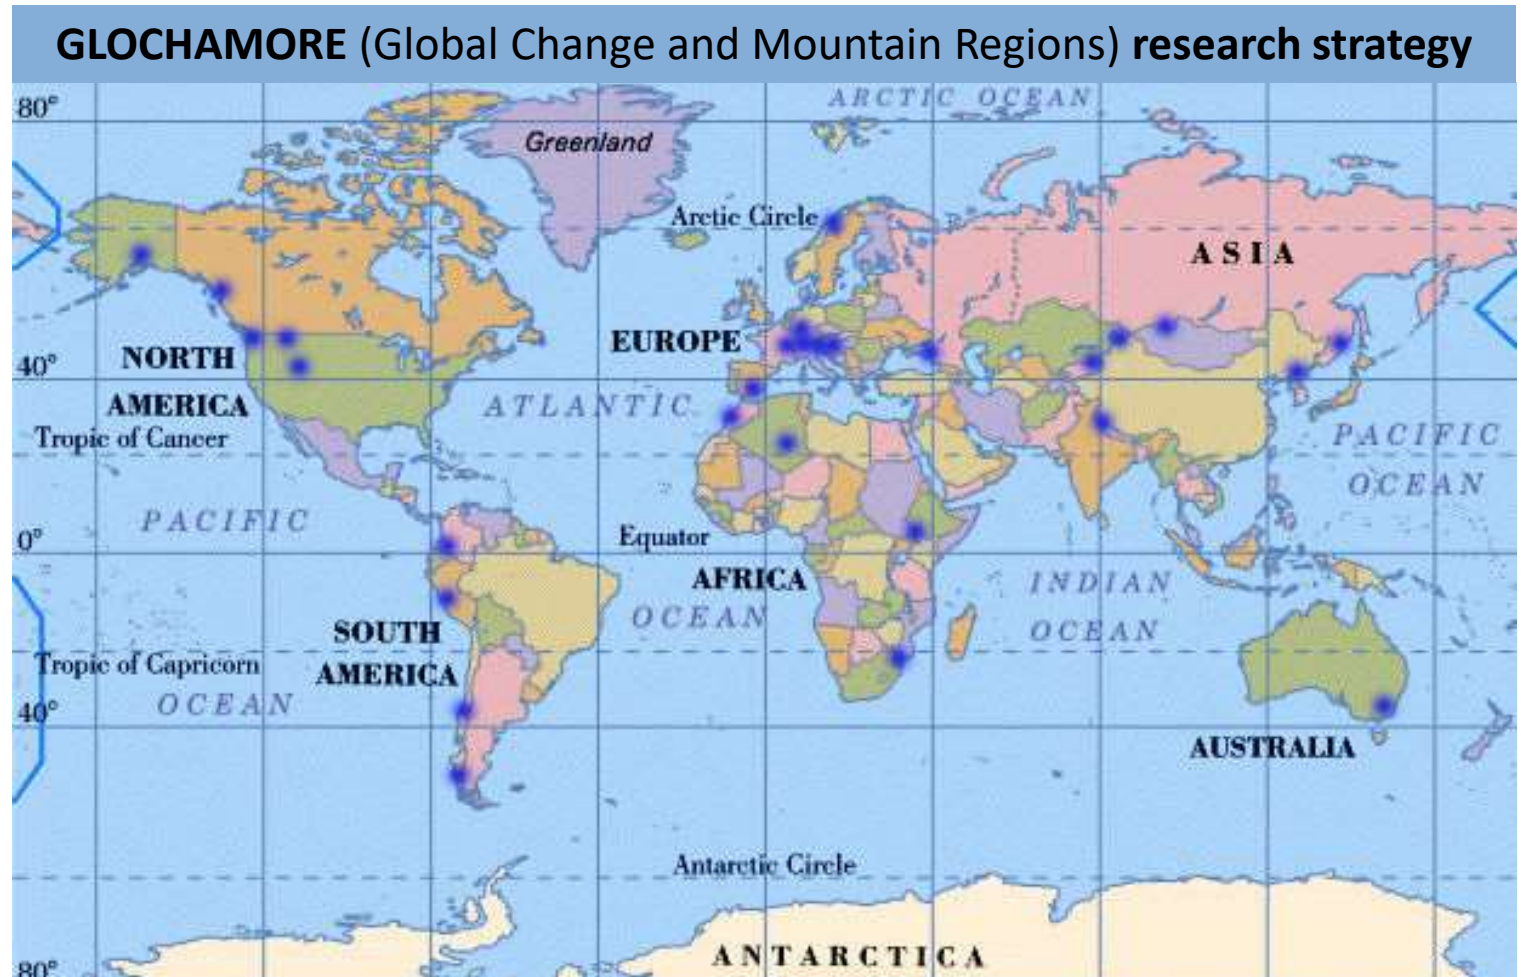 GLOCHAMORE (Global Change and Mountain Regions) research strategy
80°
ARCTIC OCEAN
Greenland
Arctic Circle
ASIA
EUROPE
NORTH
AMERICA
40°
ATLANTIC
Tropic of Cancer
PACIFIC
OCEAN
PACIFIC
0°
Equator
AFRICA
INDIAN
OCEAN
OCEAN
SOUTH
AMERICA
Tropic of Capricorn
OCEAN
40°
AUSTRALIA
Antarctic Circle
ANTARCTICA
80°